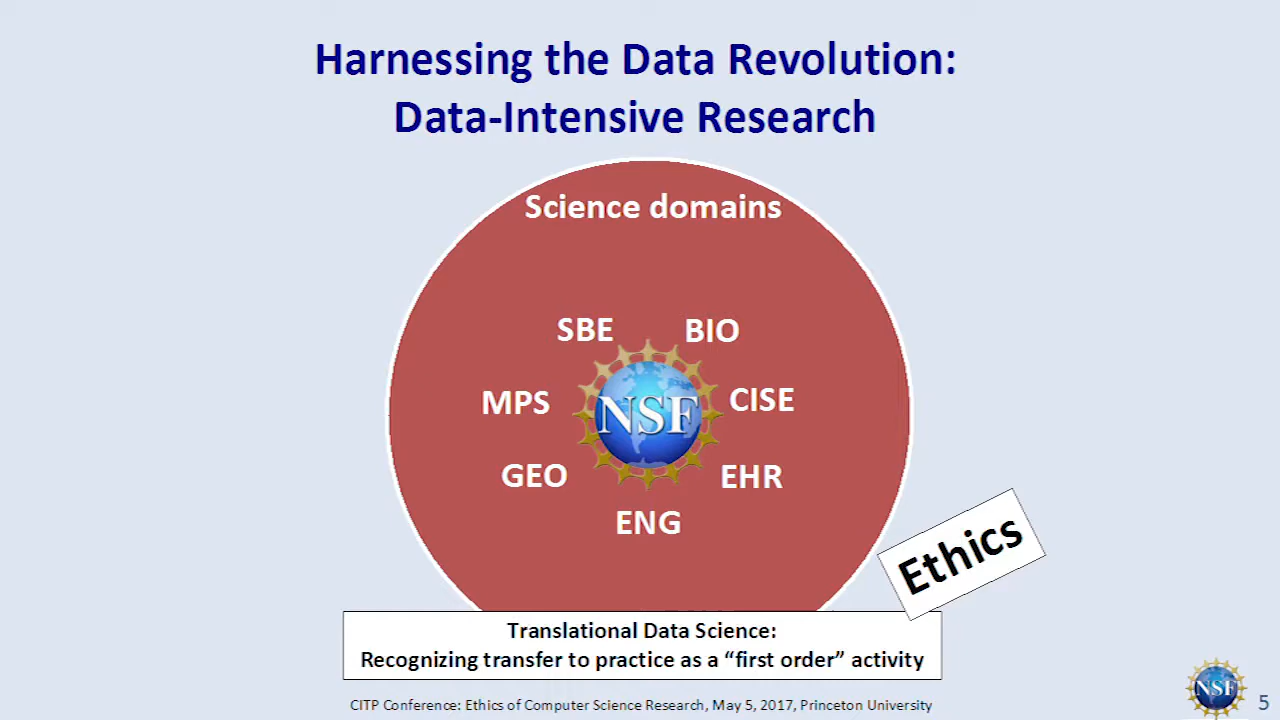 Harnessing the Data Revolution:
Data-Intensive Research
Science domains
SBE
BIO
MPS
NSF
CISE
GEO
EHR
ENG
Ethics
Translational Data Science:
Recognizing transfer to practice as a “first order” activity
CITP Conference: Ethics of Computer Science Research, May 5, 2017, Princeton University
NSF
5